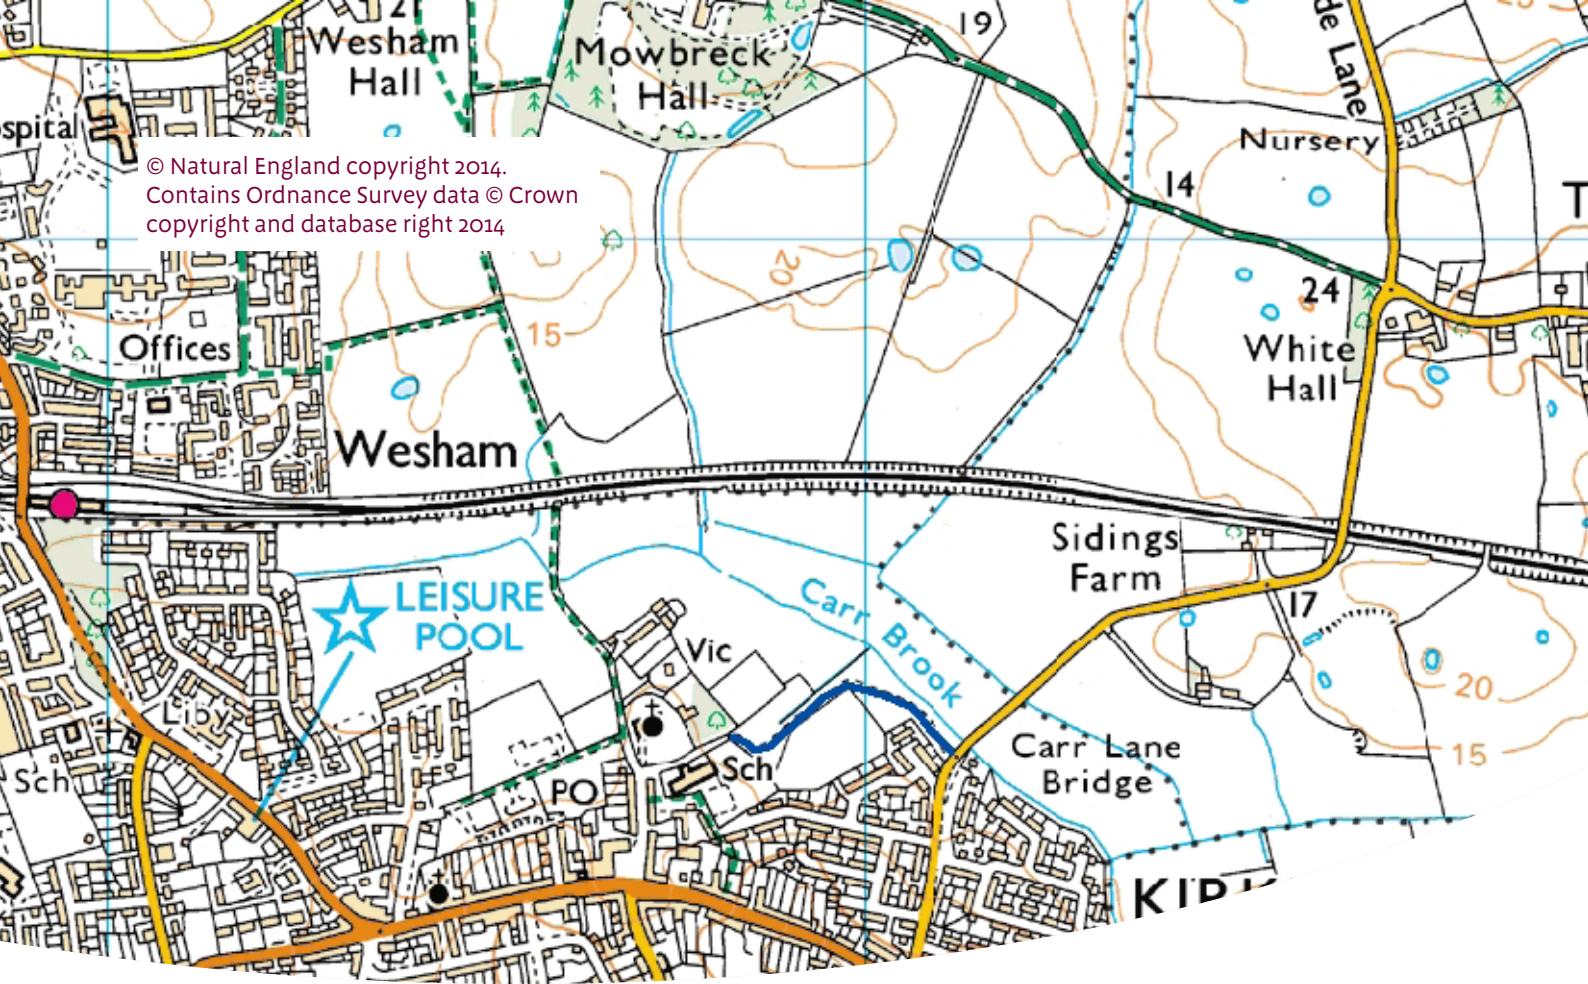 21
Wesham
Hall
Mowbreck
Hall
19
de Lane
Nursery
spital
© Natural England copyright 2014.
Contains Ordnance Survey data © Crown
copyright and database right 2014
14
T
20
24
15
Offices
White
Hall
Wesham
Sidings
Farm
17
LEISURE
POOL
Carr Brook
Vic
20
Liby
Carr Lane
Bridge
15
Sch
Sch
PO
KIRK